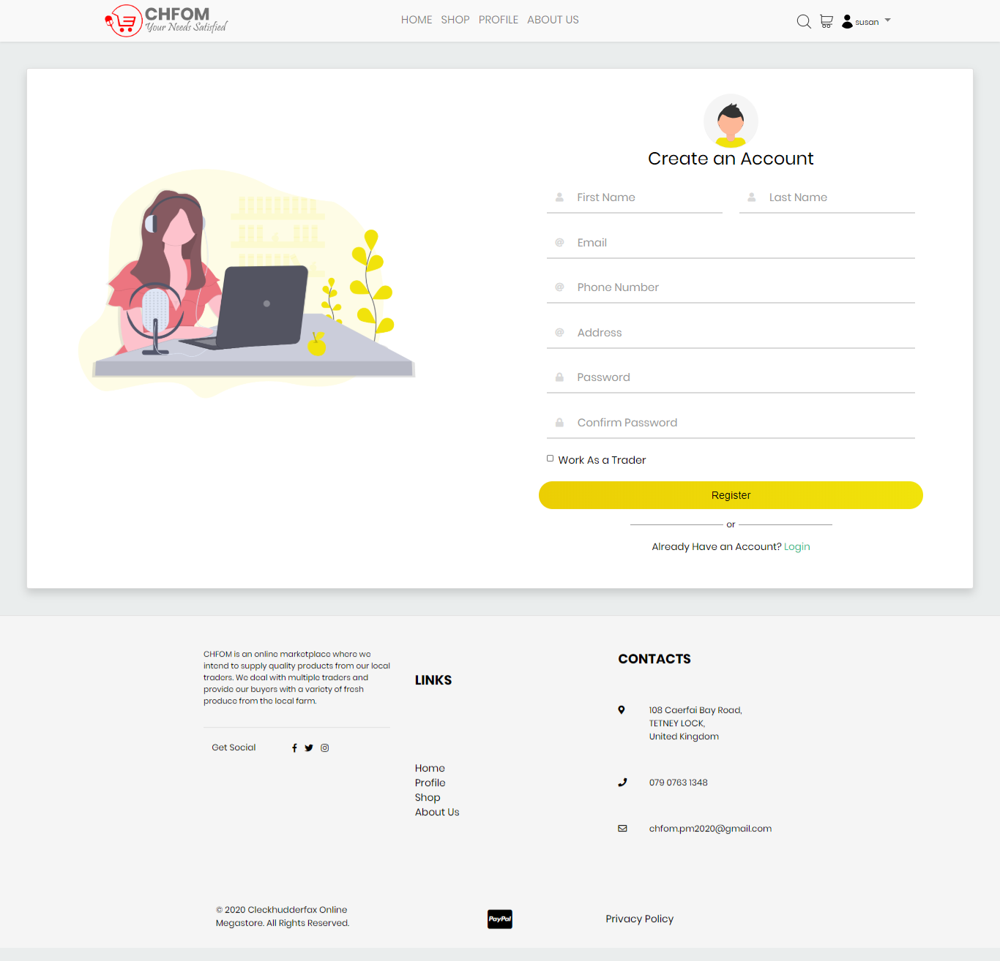 CHFOM
Your Needs Satisfied
HOME SHOP PROFILE ABOUT US
susan
Create an Account
First Name
Last Name
Email
Phone Number
Address
Password
Confirm Password
Work As a Trader
Register
or
Already Have an Account? Login
CHFOM is an online marketplace where we
intend to supply quality products from our local
traders. We deal with multiple traders and
provide our buyers with a variety of fresh
produce from the local farm.
Get Social
LINKS
Home
Profile
Shop
About Us
CONTACTS
108 Caerfai Bay Road,
TETNEY LOCK,
United Kingdom
079 0763 1348
chfom.pm2020@gmail.com
© 2020 Cleckhudderfax Online
Megastore. All Rights Reserved.
PayPal
Privacy Policy